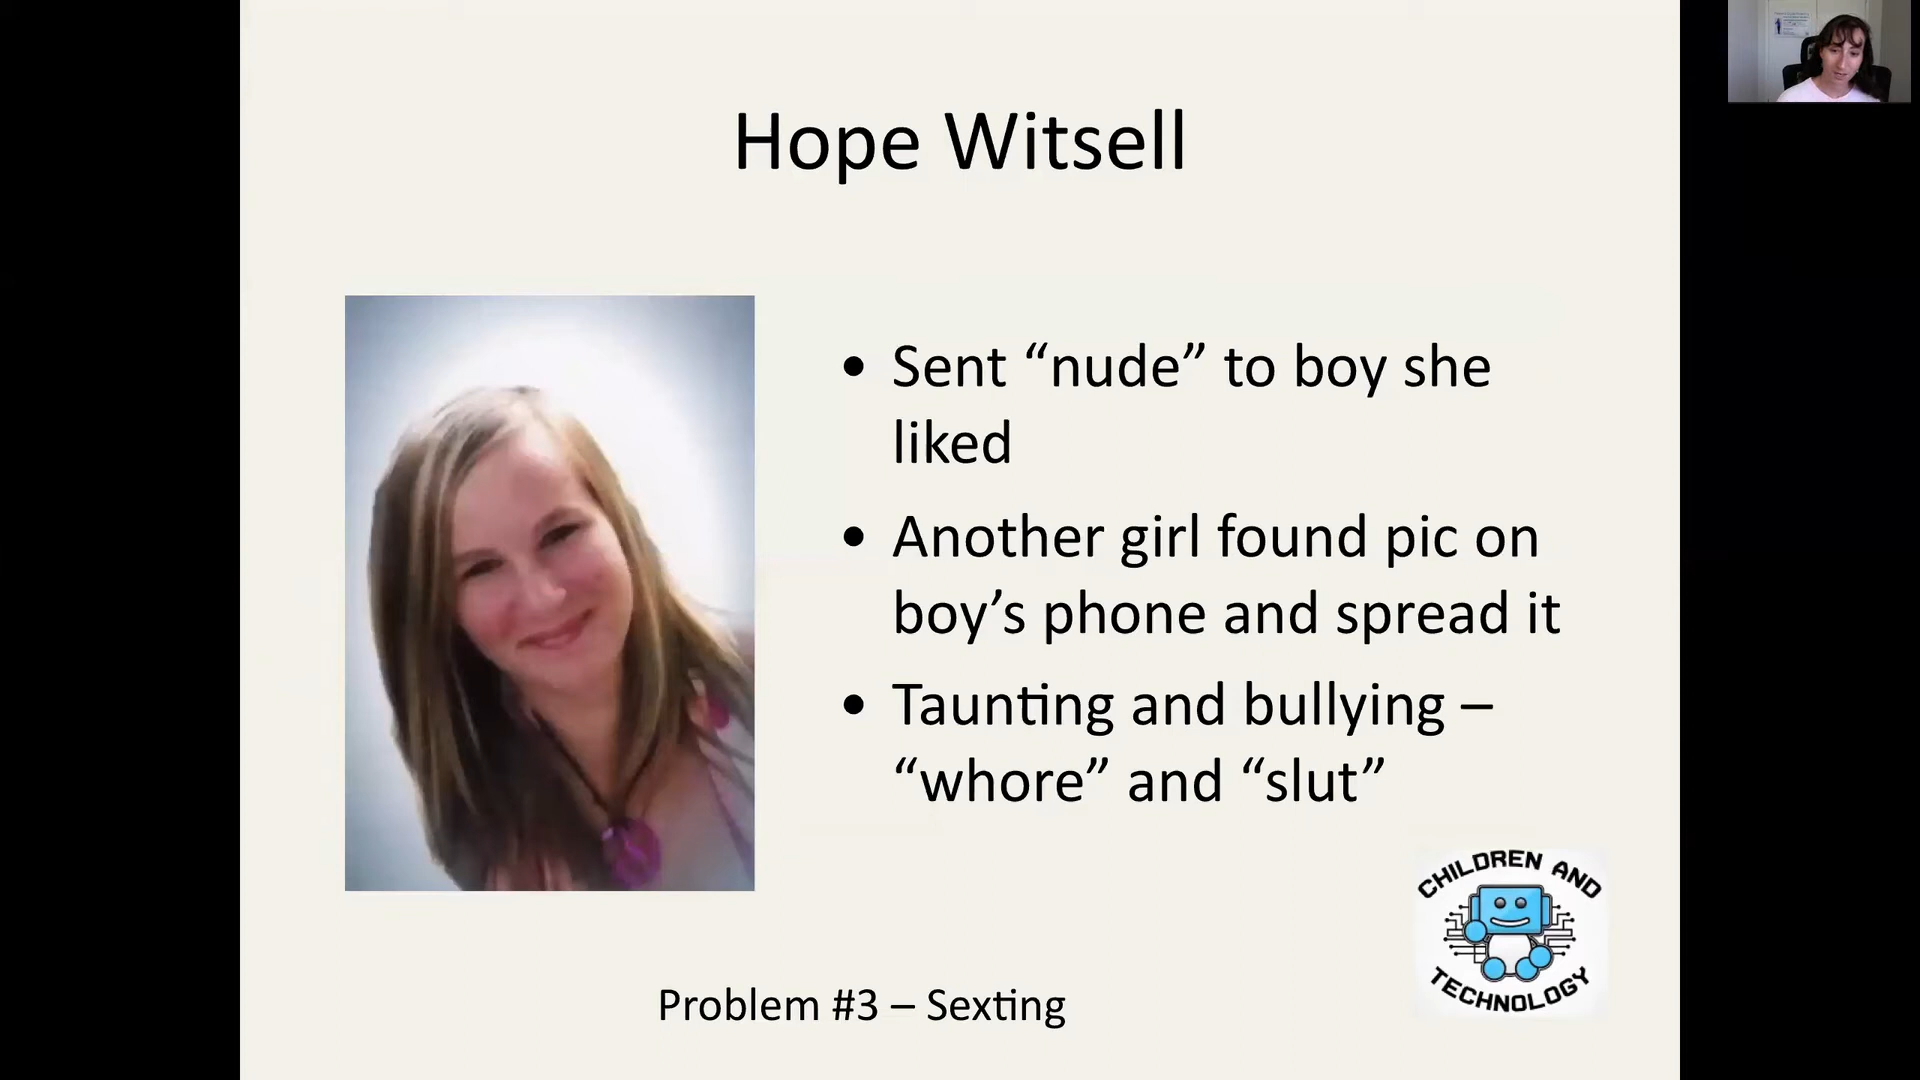 Hope Witsell
• Sent “nude” to boy she
liked
• Another girl found pic on
boy’s phone and spread it
• Taunting and bullying –
“whore” and “slut”
CHILDREN AND
TECHNOLOGY
Problem #3 – Sexting